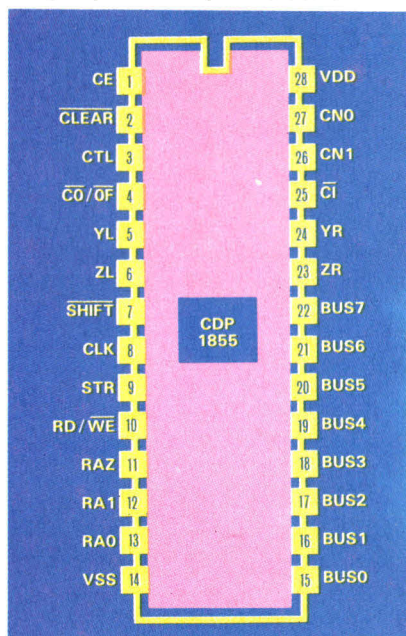 CE 1 28 VDD
CLEAR 2 27 CN0
CTL 3 26 CN1
CO/OF 4 25 CI
YL 5 24 YR
ZL 6 23 ZR
SHIFT 7 22 BUS7
CDP
1855
CLK 8 21 BUS6
STR 9 20 BUS5
RD/WE 10 19 BUS4
RAZ 11 18 BUS3
RA1 12 17 BUS2
RA0 13 16 BUS1
VSS 14 15 BUS0